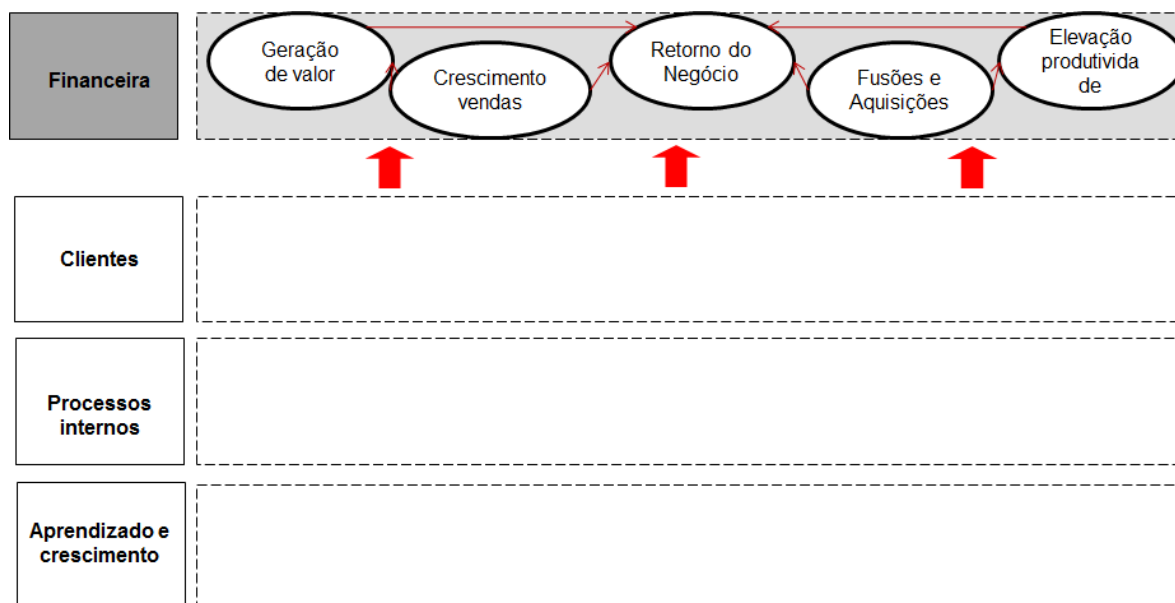 Financeira
Geração
de valor
Crescimento
vendas
Retorno do
Negócio
Fusões e
Aquisições
Elevação
produtivida
de
Clientes
Processos
internos
Aprendizado e
crescimento